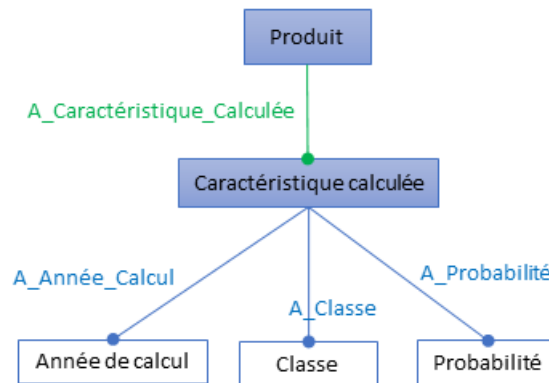 Produit
A_Caractéristique_Calculée
Caractéristique calculée
A_Année_Calcul
A_Classe
A_Probabilité
Année de calcul
Classe
Probabilité